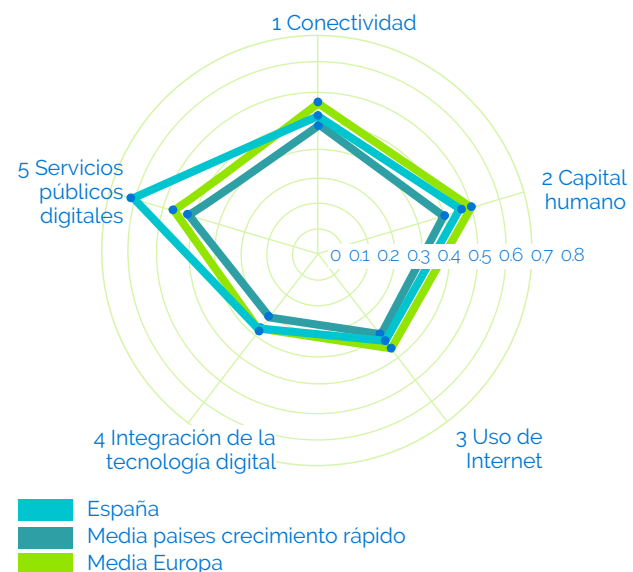 1 Conectividad
5 Servicios
públicos
digitales
2 Capital
humano
0 0.1 0.2 0.3 0.4 0.5 0.6 0.7 0.8
4 Integración de la
tecnología digital
3 Uso de
Internet
España
Media paises crecimiento rápido
Media Europa